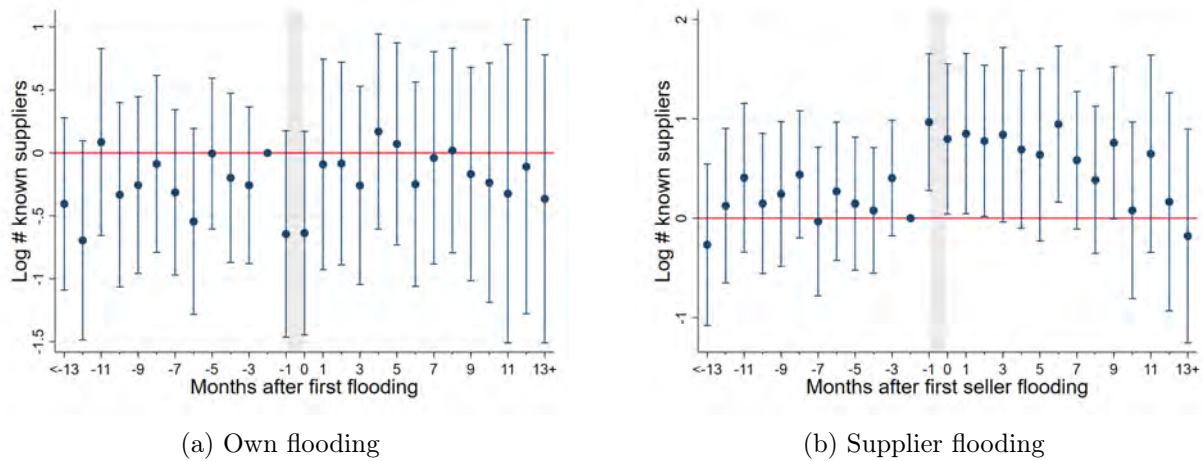 Log # known suppliers
1
.5
0
-.5
-1
-1.5
<-13 -11 -9 -7 -5 -3 -1 0 1 3 5 7 9 11 13+
Months after first flooding
(a) Own flooding
Log # known suppliers
2
1
0
-1
<-13 -11 -9 -7 -5 -3 -1 0 1 3 5 7 9 11 13+
Months after first seller flooding
(b) Supplier flooding